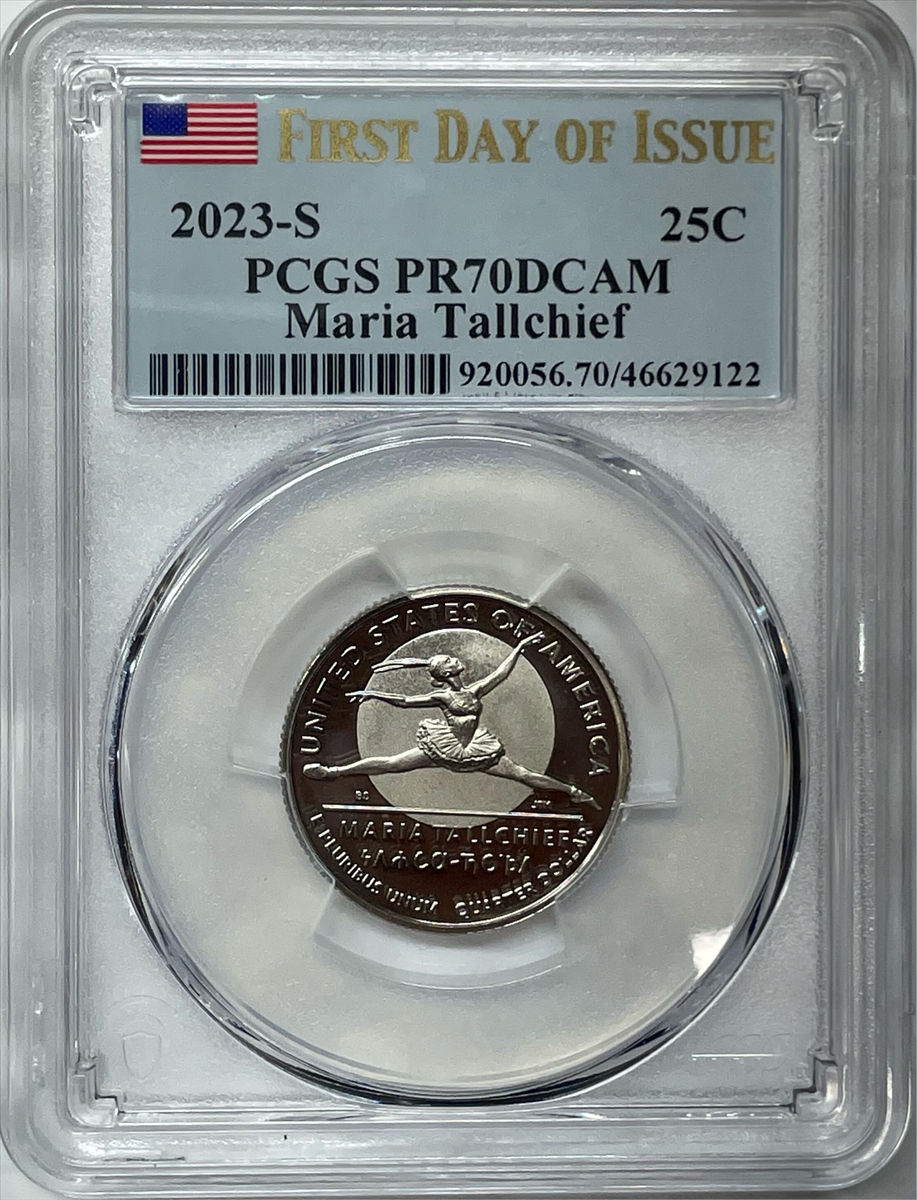 FIRST DAY OF ISSUE
2023-S 25C
PCGS PR70DCAM
Maria Tallchief
920056.70/46629122
UNITED STATES OF AMERICA
MARIA TALLCHIEF
E PLURIBUS UNUM QUARTER DOLLAR